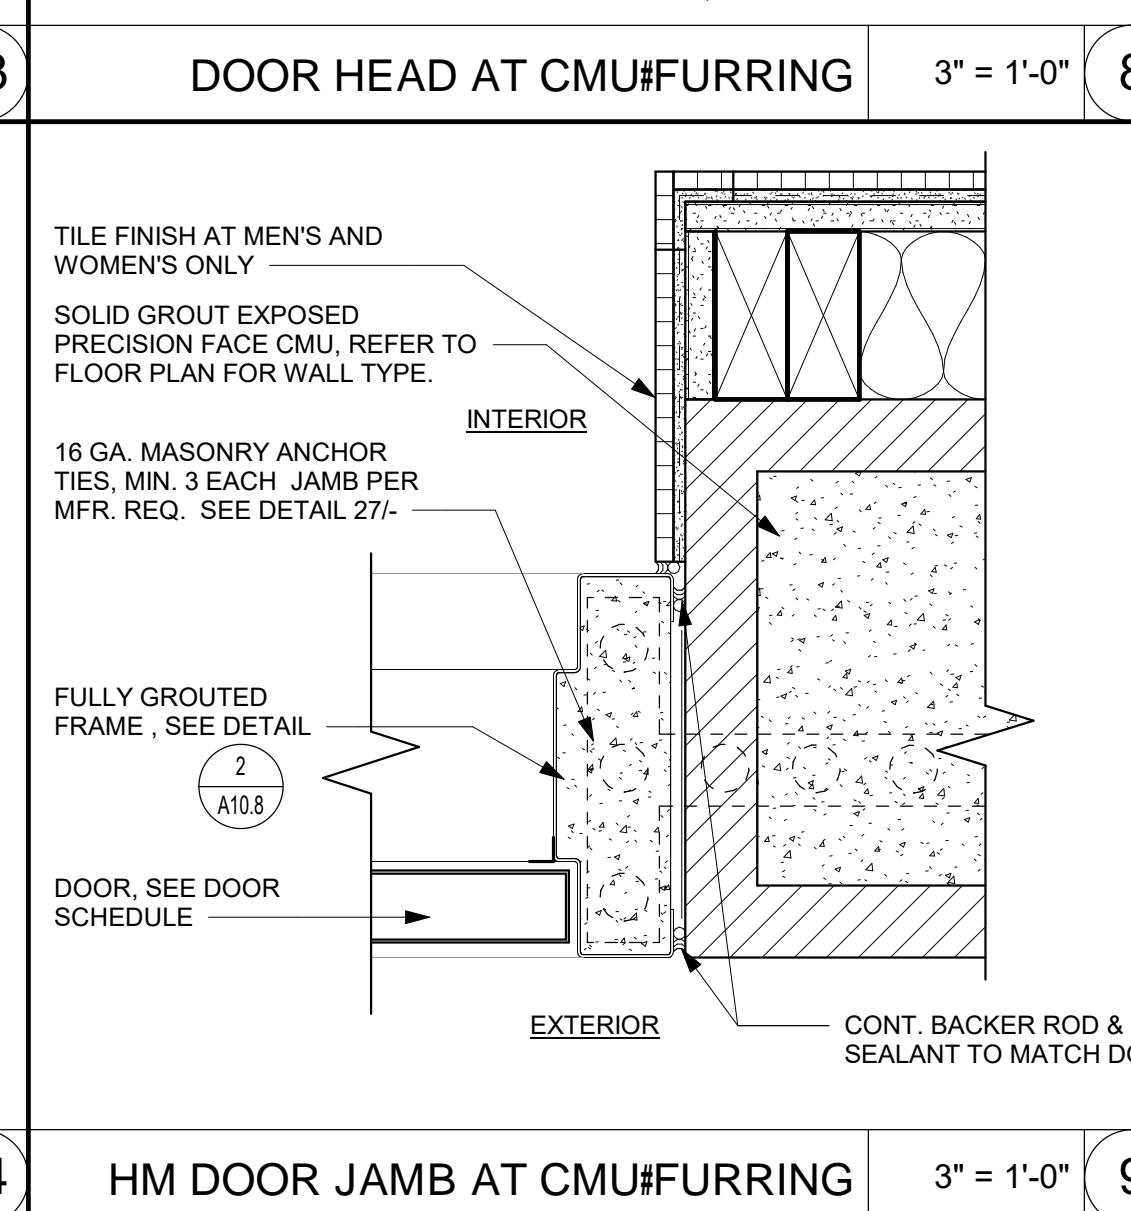 DOOR HEAD AT CMU#FURRING
3" = 1'-0"
8
TILE FINISH AT MEN'S AND
WOMEN'S ONLY
SOLID GROUT EXPOSED
PRECISION FACE CMU, REFER TO
FLOOR PLAN FOR WALL TYPE.
INTERIOR
16 GA. MASONRY ANCHOR
TIES, MIN. 3 EACH JAMB PER
MFR. REQ. SEE DETAIL 27/-
FULLY GROUTED
FRAME , SEE DETAIL
2
A10.8
DOOR, SEE DOOR
SCHEDULE
EXTERIOR
CONT. BACKER ROD &
SEALANT TO MATCH
HM DOOR JAMB AT CMU#FURRING
3" = 1'-0"
9